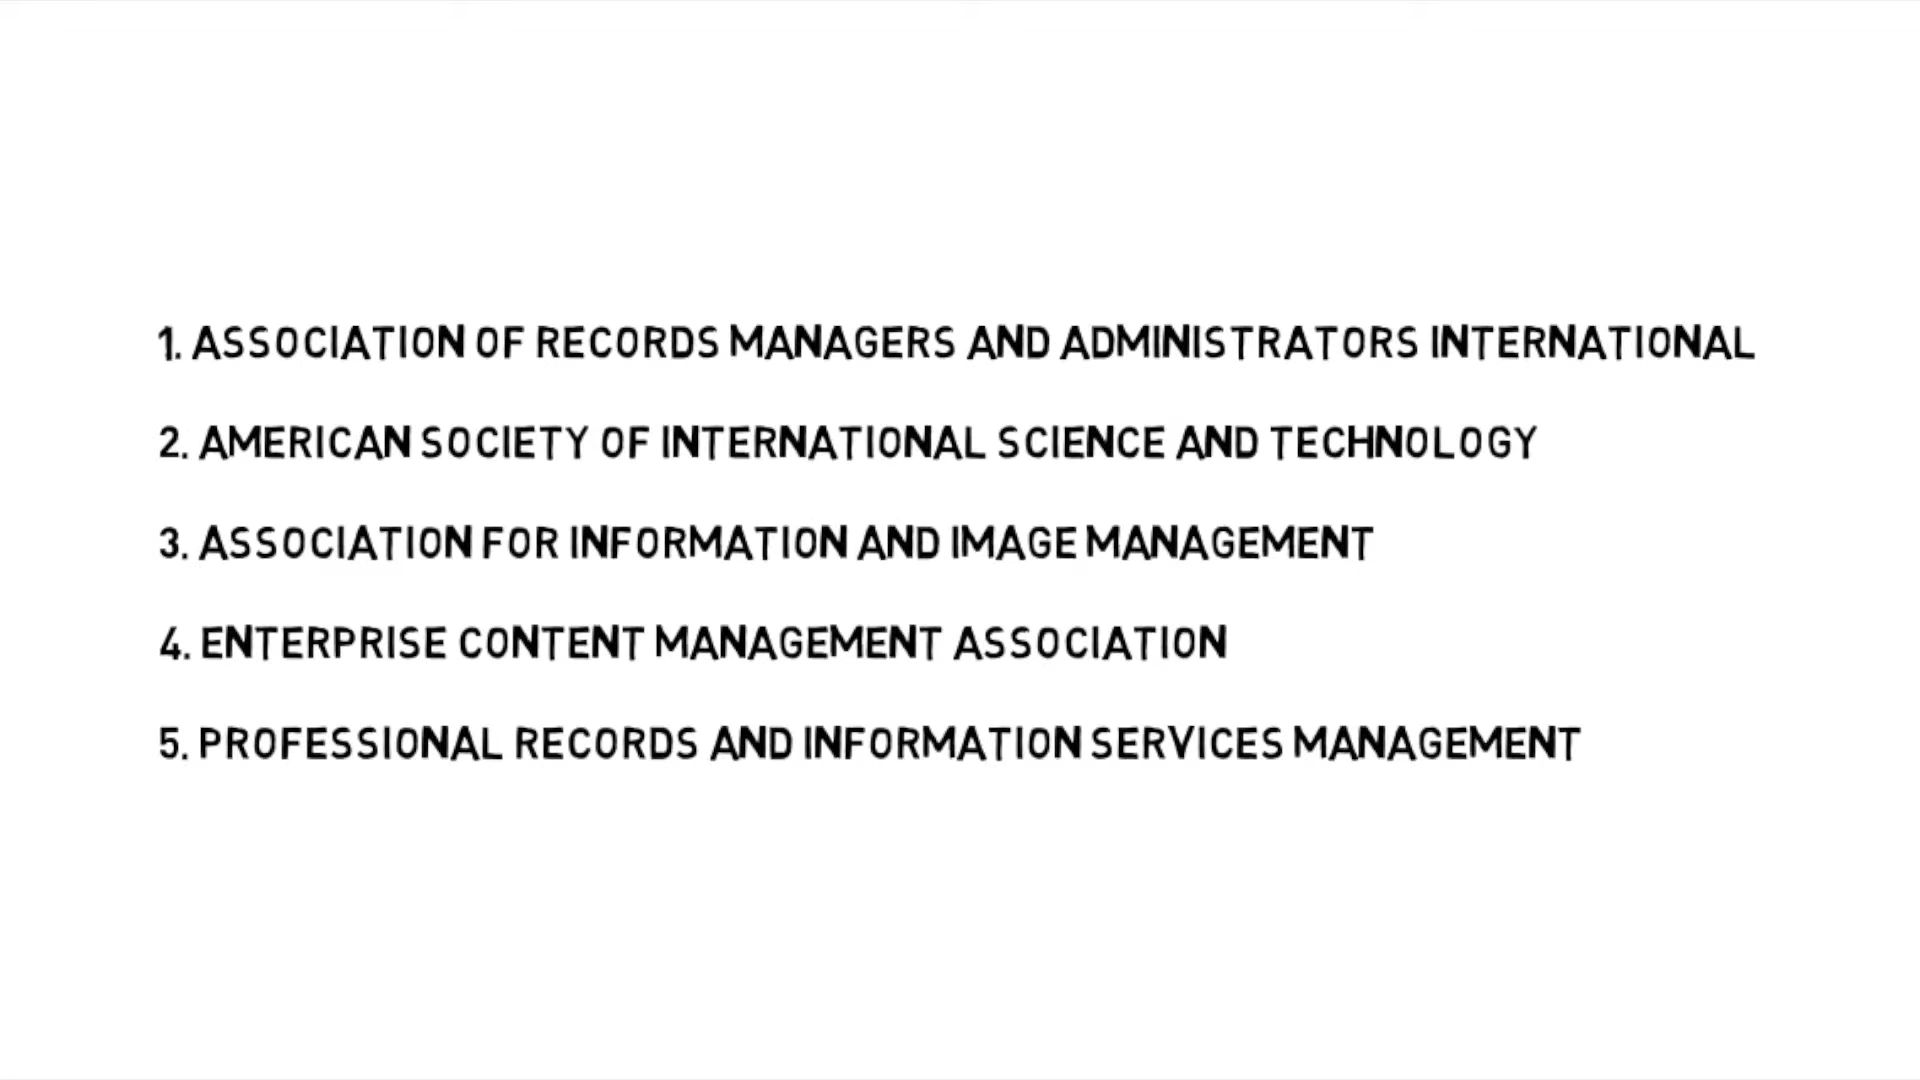 1. ASSOCIATION OF RECORDS MANAGERS AND ADMINISTRATORS INTERNATIONAL
2. AMERICAN SOCIETY OF INTERNATIONAL SCIENCE AND TECHNOLOGY
3. ASSOCIATION FOR INFORMATION AND IMAGE MANAGEMENT
4. ENTERPRISE CONTENT MANAGEMENT ASSOCIATION
5. PROFESSIONAL RECORDS AND INFORMATION SERVICES MANAGEMENT